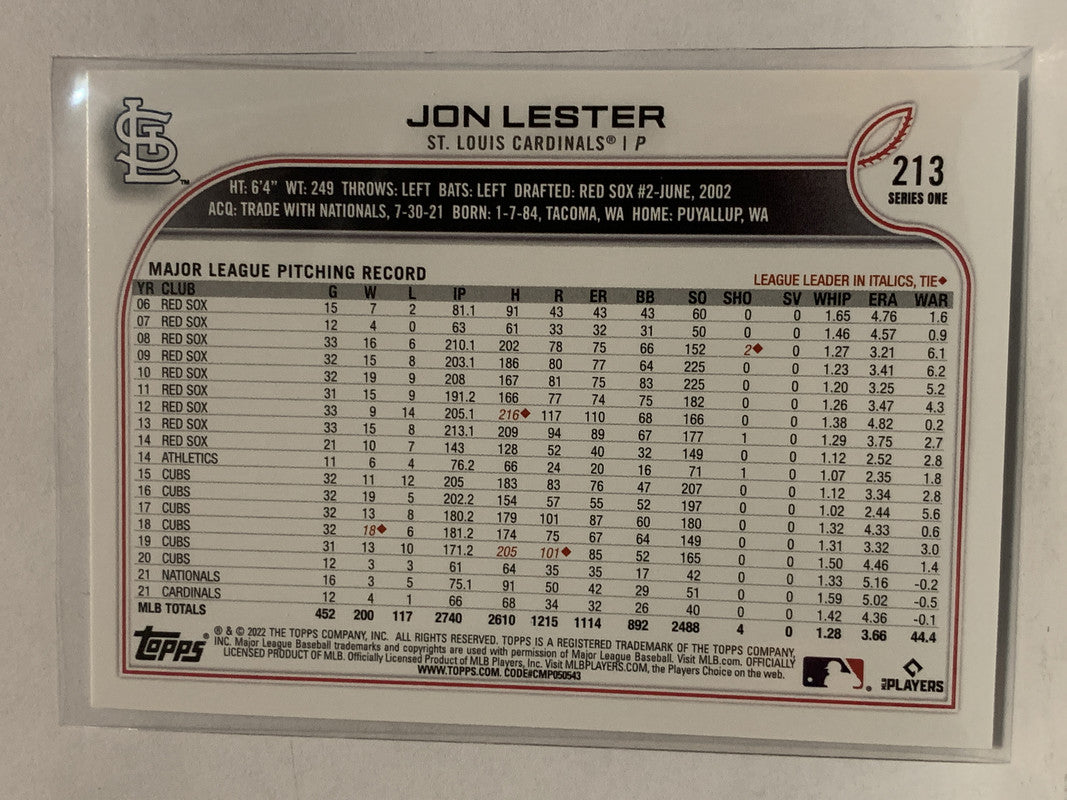 JON LESTER
ST. LOUIS CARDINALS® | P
213
SERIES ONE
HT: 6'4" WT: 249 THROWS: LEFT BATS: LEFT DRAFTED: RED SOX #2-JUNE, 2002
ACQ: TRADE WITH NATIONALS, 7-30-21 BORN: 1-7-84, TACOMA, WA HOME: PUYALLUP, WA
MAJOR LEAGUE PITCHING RECORD
LEAGUE LEADER IN ITALICS, TIE◆
YR CLUB G W L IP H R ER BB SO SHO SV WHIP ERA WAR
06 RED SOX 15 7 2 81.1 91 43 43 43 60 0 0 1.65 4.76 1.6
07 RED SOX 12 4 0 63 61 33 32 31 50 0 0 1.46 4.57 0.9
08 RED SOX 33 16 6 210.1 202 78 75 66 152 2◆ 0 1.27 3.21 6.1
09 RED SOX 32 15 8 203.1 186 80 77 64 225 0 0 1.23 3.41 6.2
10 RED SOX 32 19 9 208 167 81 75 83 225 0 0 1.20 3.25 5.2
11 RED SOX 31 15 9 191.2 166 77 74 75 182 0 0 1.26 3.47 4.3
12 RED SOX 33 9 14 205.1 216◆ 117 110 68 166 0 0 1.38 4.82 0.2
13 RED SOX 33 15 8 213.1 209 94 89 67 177 1 0 1.29 3.75 2.7
14 RED SOX 21 10 7 143 128 52 40 32 149 0 0 1.12 2.52 2.8
14 ATHLETICS 11 6 4 76.2 66 24 20 16 71 1 0 1.07 2.35 1.8
15 CUBS 32 11 12 205 183 83 76 47 207 0 0 1.12 3.34 2.8
16 CUBS 32 19 5 202.2 154 57 55 52 197 0 0 1.02 2.44 5.6
17 CUBS 32 13 8 180.2 179 101 87 60 180 0 0 1.32 4.33 0.6
18 CUBS 32 18◆ 6 181.2 174 75 67 64 149 0 0 1.31 3.32 3.0
19 CUBS 31 13 10 171.2 205 101◆ 85 52 165 0 0 1.50 4.46 1.4
20 CUBS 12 3 3 61 64 35 35 17 42 0 0 1.33 5.16 -0.2
21 NATIONALS 16 3 5 75.1 91 50 42 29 51 0 0 1.59 5.02 -0.5
21 CARDINALS 12 4 1 66 68 34 32 26 40 0 0 1.42 4.36 -0.1
MLB TOTALS 452 200 117 2740 2610 1215 1114 892 2488 4 0 1.28 3.66 44.4
topps®
® & © 2022 THE TOPPS COMPANY, INC. ALL RIGHTS RESERVED. TOPPS IS A REGISTERED TRADEMARK OF THE TOPPS COMPANY,
INC. Major League Baseball trademarks and copyrights are used with permission of Major League Baseball. Visit MLB.com. OFFICIALLY
LICENSED PRODUCT OF MLB. Officially Licensed Product of MLB Players, Inc. Visit MLBPLAYERS.COM, the Players Choice on the web.
WWW.TOPPS.COM. CODE#CMP050543
MLB PLAYERS